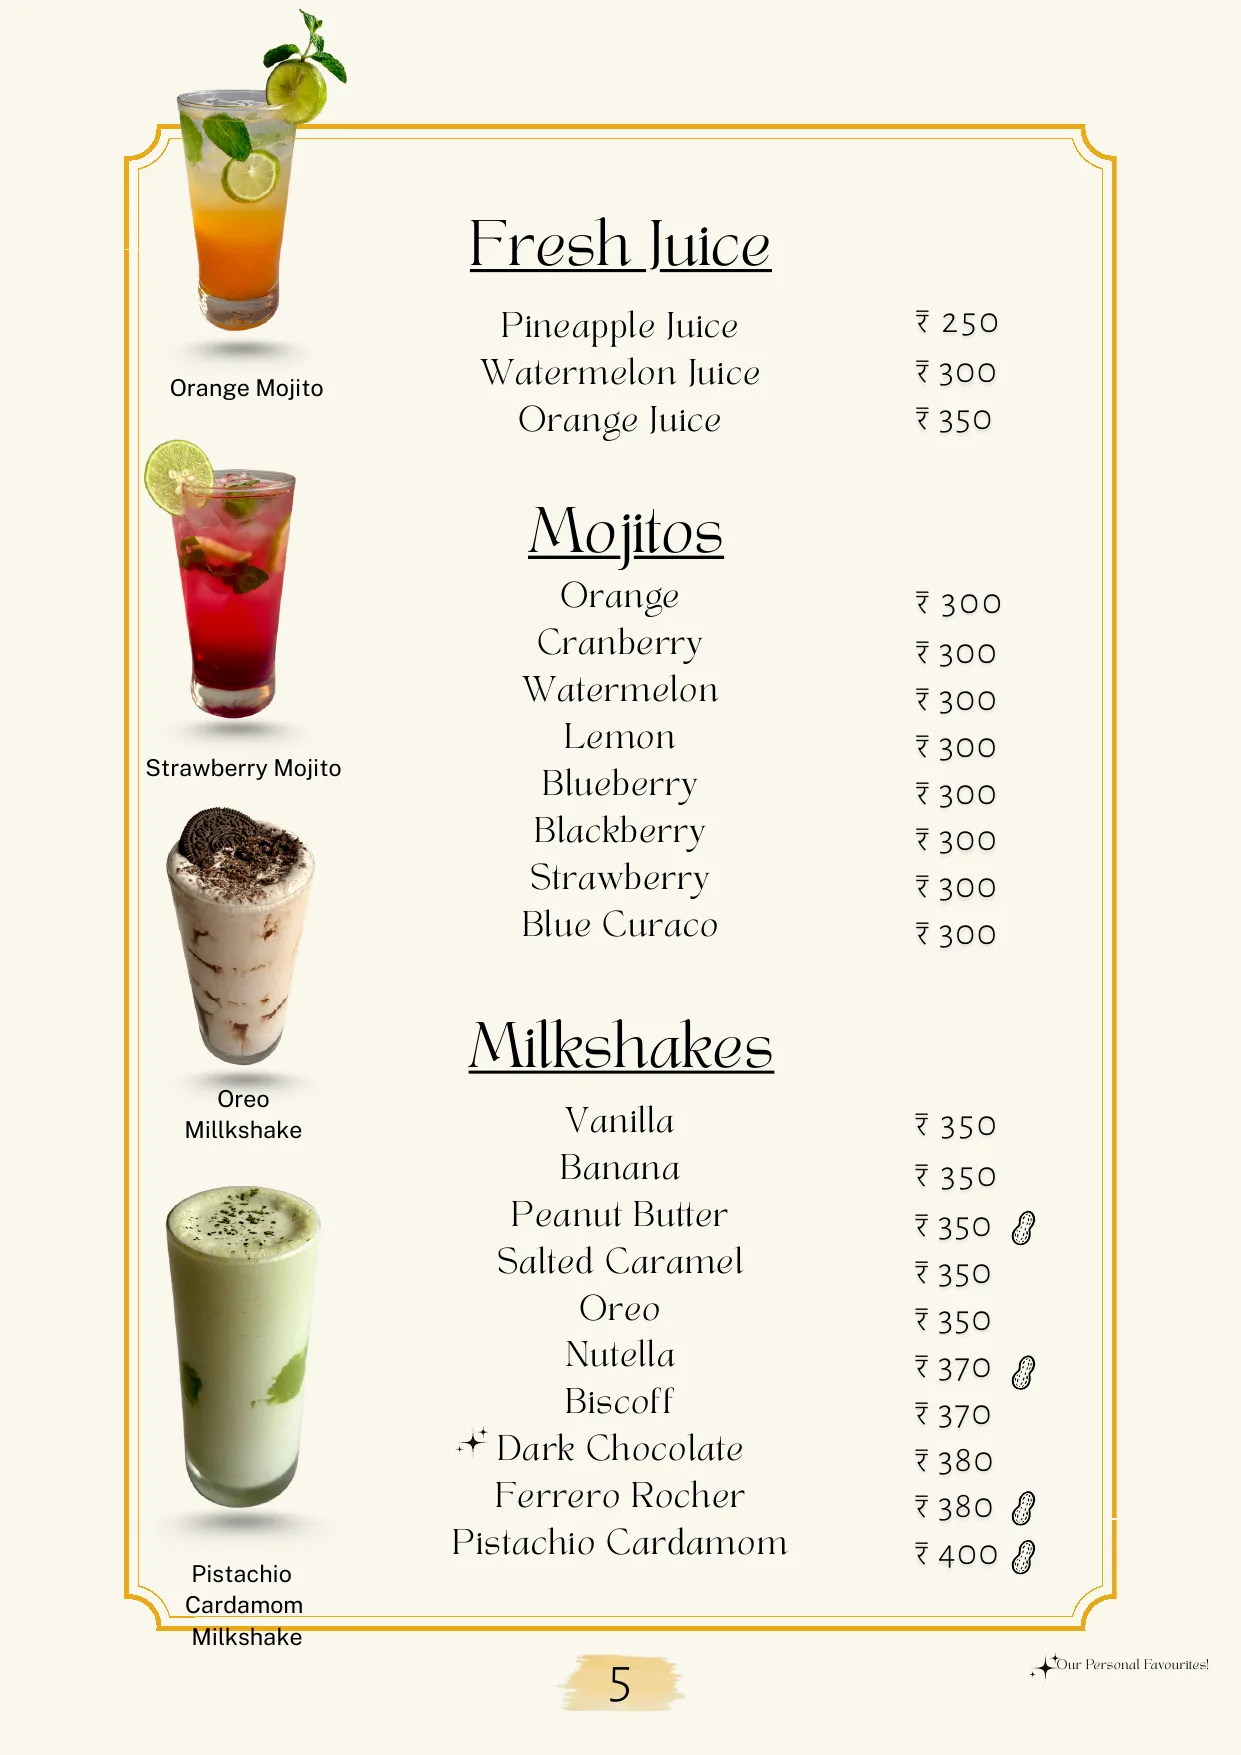 Orange Mojito
Strawberry Mojito
Oreo
Millkshake
Pistachio
Cardamom
Milkshake
Fresh Juice
Pineapple Juice ₹ 250
Watermelon Juice ₹ 300
Orange Juice ₹ 350
Mojitos
Orange ₹ 300
Cranberry ₹ 300
Watermelon ₹ 300
Lemon ₹ 300
Blueberry ₹ 300
Blackberry ₹ 300
Strawberry ₹ 300
Blue Curaco ₹ 300
Milkshakes
Vanilla ₹ 350
Banana ₹ 350
Peanut Butter ₹ 350
Salted Caramel ₹ 350
Oreo ₹ 350
Nutella ₹ 370
Biscoff ₹ 370
Dark Chocolate ₹ 380
Ferrero Rocher ₹ 380
Pistachio Cardamom ₹ 400
Our Personal Favourites!
5